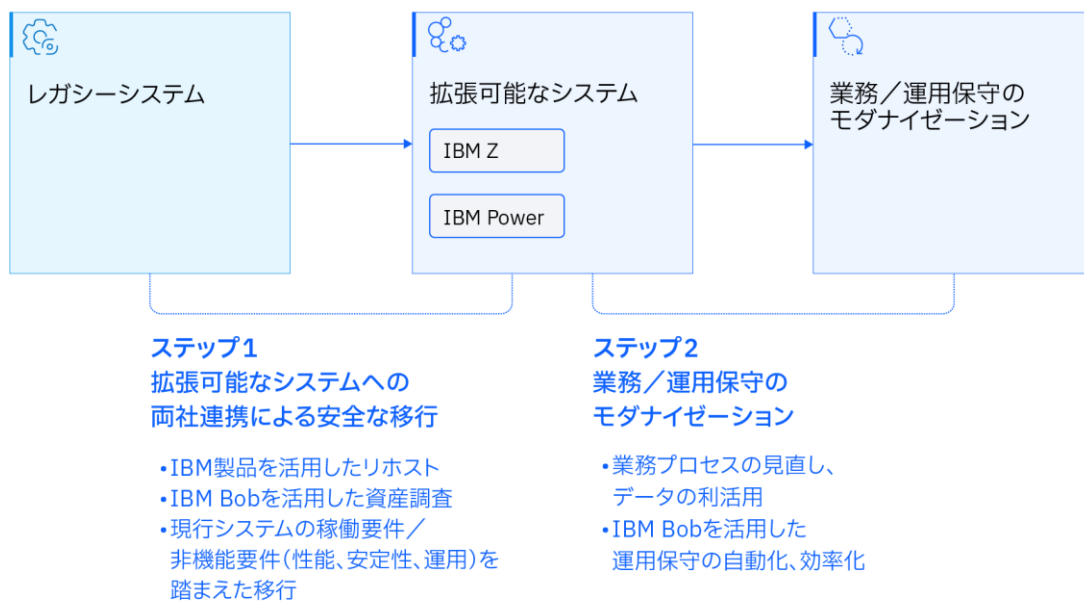 レガシーシステム
拡張可能なシステム
IBM Z
IBM Power
業務／運用保守の
モダナイゼーション
ステップ1
拡張可能なシステムへの
両社連携による安全な移行
•IBM製品を活用したリホスト
•IBM Bobを活用した資産調査
•現行システムの稼働要件／
非機能要件(性能、安定性、運用)を
踏まえた移行
ステップ2
業務／運用保守の
モダナイゼーション
•業務プロセスの見直し、
データの利活用
•IBM Bobを活用した
運用保守の自動化、効率化